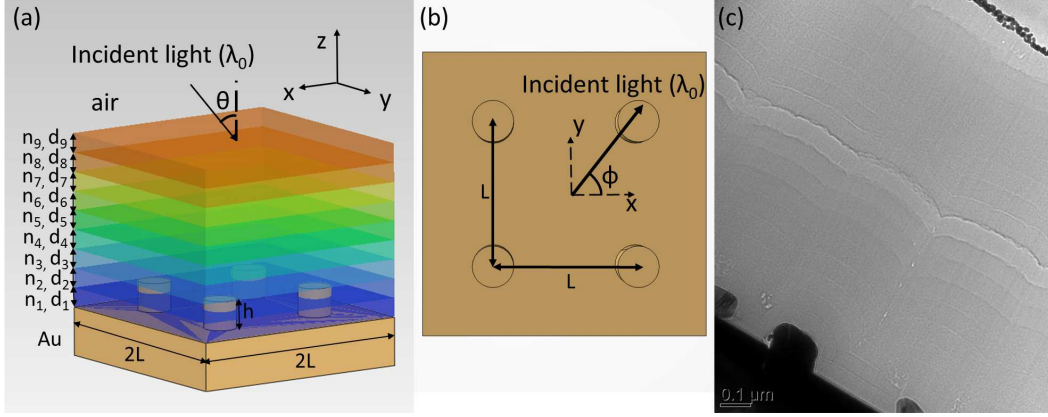 (a)
z
Incident light (λ₀)
x
y
θ
air
n₉, d₉
n₈, d₈
n₇, d₇
n₆, d₆
n₅, d₅
n₄, d₄
n₃, d₃
n₂, d₂
n₁, d₁
h
Au
2L
2L
(b)
Incident light (λ₀)
y
L
ϕ
x
L
(c)
0.1 µm